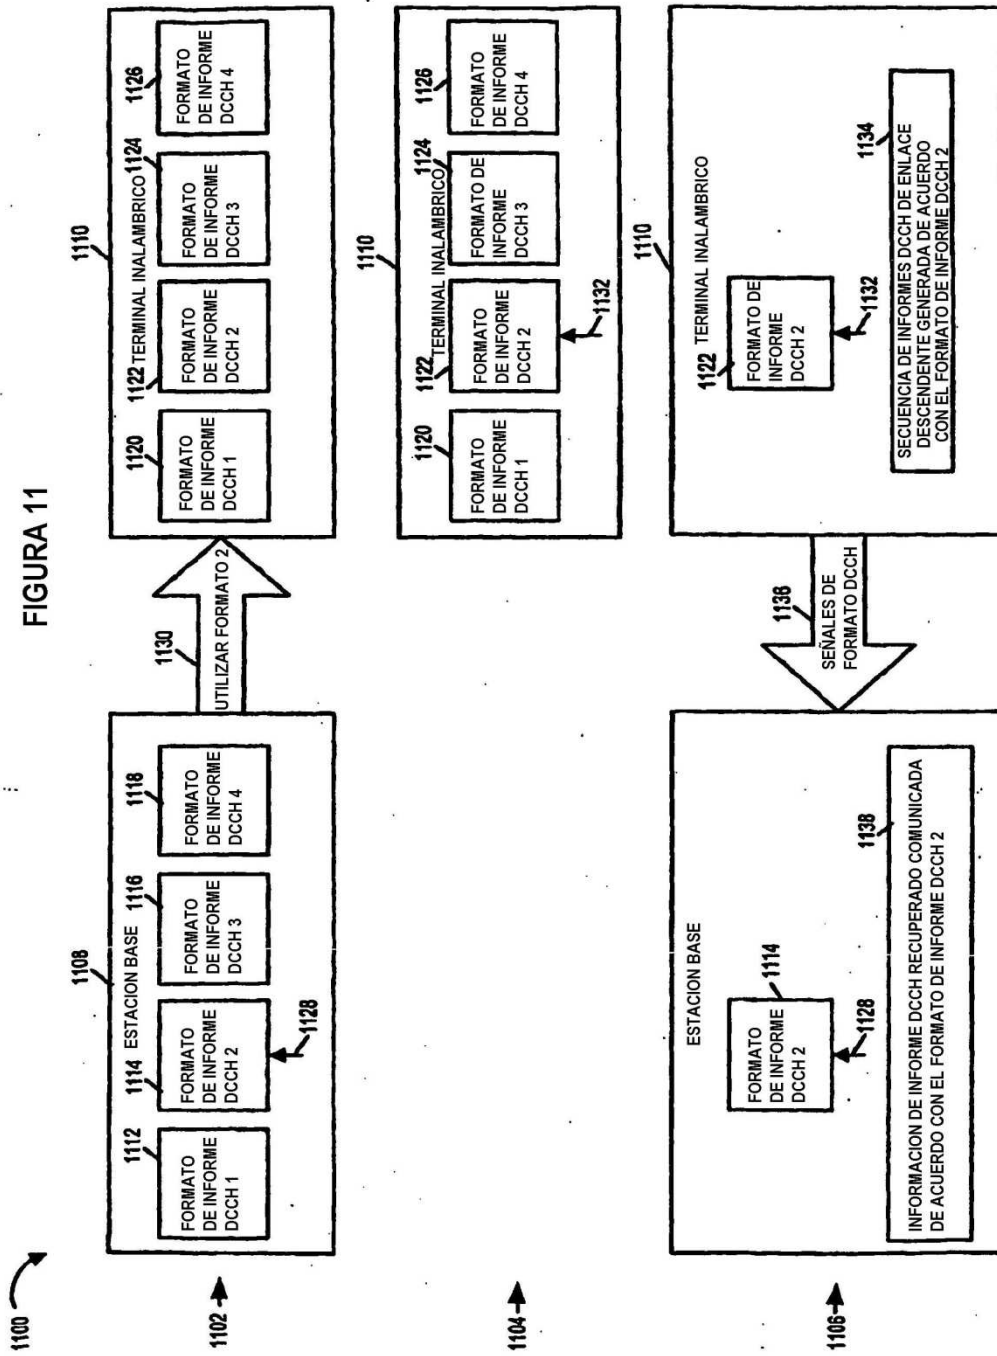 FIGURA 11
1100
1102
1108
ESTACION BASE
1112
FORMATO
DE INFORME
DCCH 1
1114
FORMATO
DE INFORME
DCCH 2
1128
1116
FORMATO
DE INFORME
DCCH 3
1118
FORMATO
DE INFORME
DCCH 4
1130
UTILIZAR FORMATO 2
1110
TERMINAL INALAMBRICO
1120
FORMATO
DE INFORME
DCCH 1
1122
FORMATO
DE INFORME
DCCH 2
1124
FORMATO
DE INFORME
DCCH 3
1126
FORMATO
DE INFORME
DCCH 4
1104
1110
TERMINAL INALAMBRICO
1120
FORMATO
DE INFORME
DCCH 1
1122
FORMATO
DE INFORME
DCCH 2
1132
1124
FORMATO DE
INFORME
DCCH 3
1126
FORMATO
DE INFORME
DCCH 4
1106
ESTACION BASE
1114
FORMATO
DE INFORME
DCCH 2
1128
1138
INFORMACION DE INFORME DCCH RECUPERADO COMUNICADA
DE ACUERDO CON EL FORMATO DE INFORME DCCH 2
1136
SEÑALES DE
FORMATO DCCH
1110
TERMINAL INALAMBRICO
1122
FORMATO DE
INFORME
DCCH 2
1132
1134
SECUENCIA DE INFORMES DCCH DE ENLACE
DESCENDENTE GENERADA DE ACUERDO
CON EL FORMATO DE INFORME DCCH 2